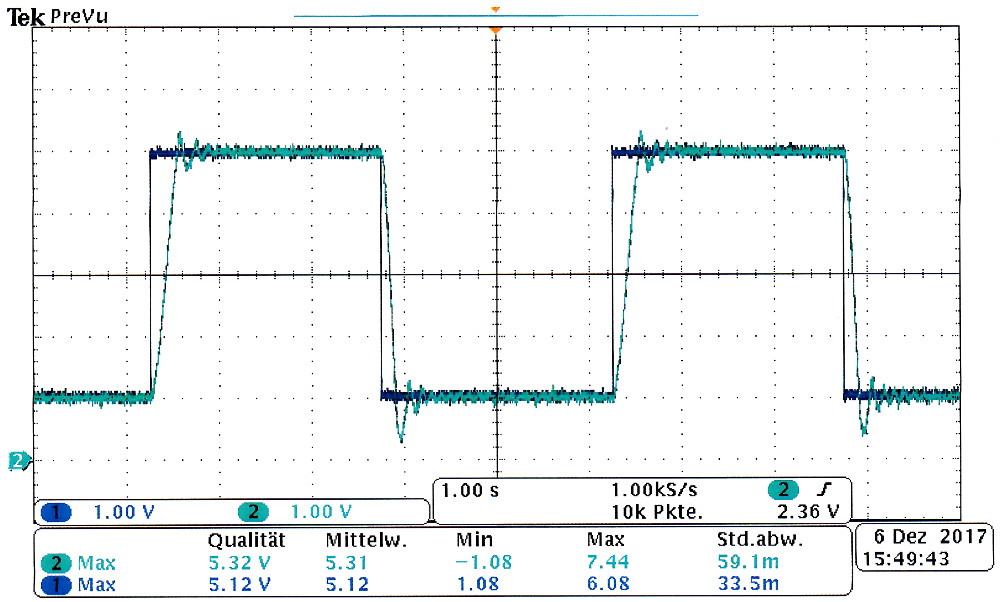 Tek PreVu
2
1.00 s 1.00kS/s 2 ʃ
10k Pkte. 2.36 V
1 1.00 V 2 1.00 V
Qualität Mittelw. Min Max Std.abw.
2 Max 5.32 V 5.31 −1.08 7.44 59.1m
1 Max 5.12 V 5.12 1.08 6.08 33.5m
6 Dez 2017
15:49:43